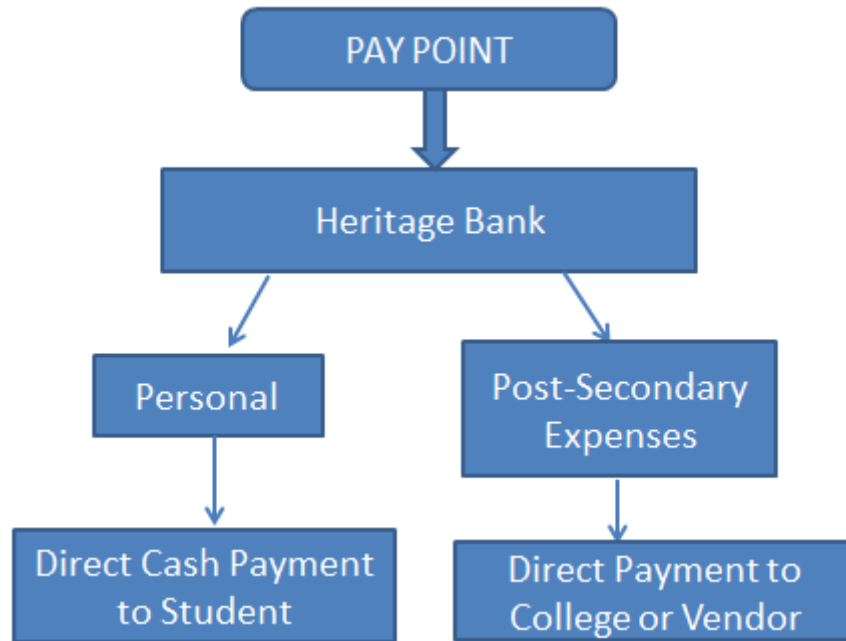 PAY POINT
Heritage Bank
Personal
Post-Secondary
Expenses
Direct Cash Payment
to Student
Direct Payment to
College or Vendor